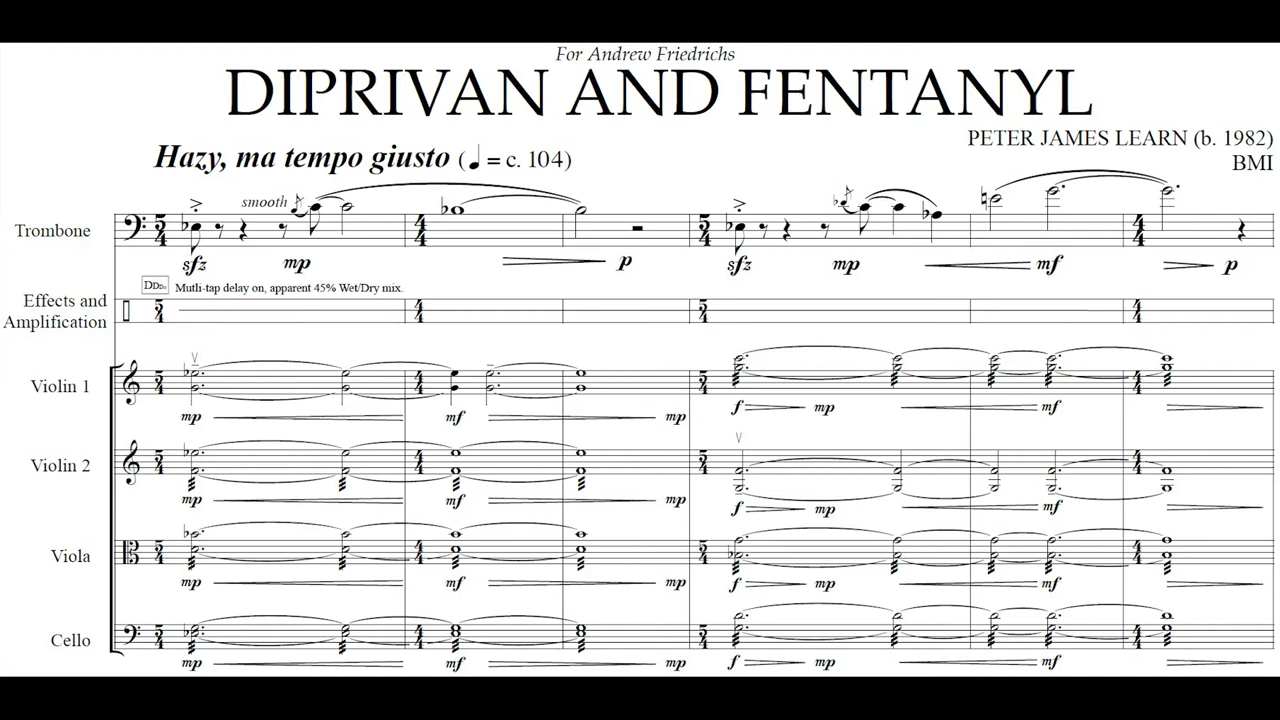 For Andrew Friedrichs
DIPRIVAN AND FENTANYL
PETER JAMES LEARN (b. 1982)
BMI
Hazy, ma tempo giusto (♩ = c. 104)
smooth
Trombone
sfz mp p sfz mp mf p
Mutli-tap delay on, apparent 45% Wet/Dry mix.
Effects and
Amplification
Violin 1
mp mf mp f mp mf
Violin 2
mp mf mp f mp mf
Viola
mp mf mp f mp mf
Cello
mp mf mp f mp mf